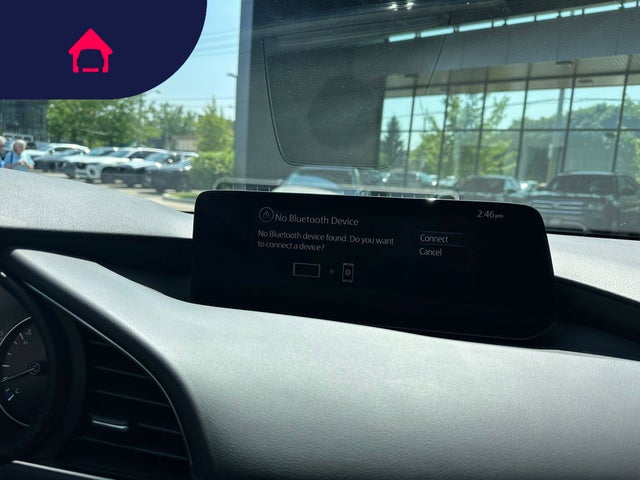 No Bluetooth Device
2:46pm
No Bluetooth device found. Do you want
to connect a device?
Connect
Cancel